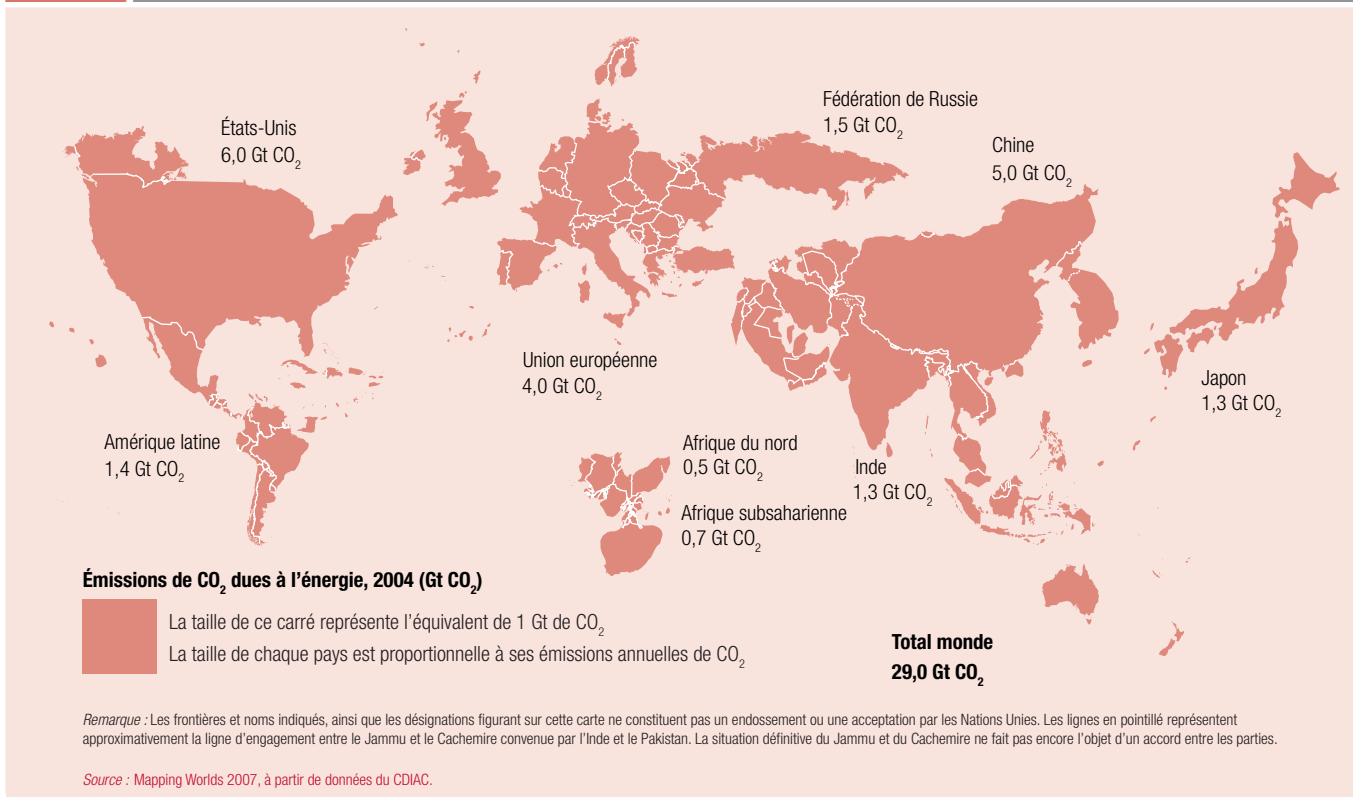 Fédération de Russie
1,5 Gt CO2
États-Unis
6,0 Gt CO2
Chine
5,0 Gt CO2
Union européenne
4,0 Gt CO2
Japon
1,3 Gt CO2
Amérique latine
1,4 Gt CO2
Afrique du nord
0,5 Gt CO2
Inde
1,3 Gt CO2
Afrique subsaharienne
0,7 Gt CO2
Émissions de CO2 dues à l’énergie, 2004 (Gt CO2)
La taille de ce carré représente l’équivalent de 1 Gt de CO2
La taille de chaque pays est proportionnelle à ses émissions annuelles de CO2
Total monde
29,0 Gt CO2
Remarque : Les frontières et noms indiqués, ainsi que les désignations figurant sur cette carte ne constituent pas un endossement ou une acceptation par les Nations Unies. Les lignes en pointillé représentent
approximativement la ligne d’engagement entre le Jammu et le Cachemire convenue par l’Inde et le Pakistan. La situation définitive du Jammu et du Cachemire ne fait pas encore l’objet d’un accord entre les parties.
Source : Mapping Worlds 2007, à partir de données du CDIAC.